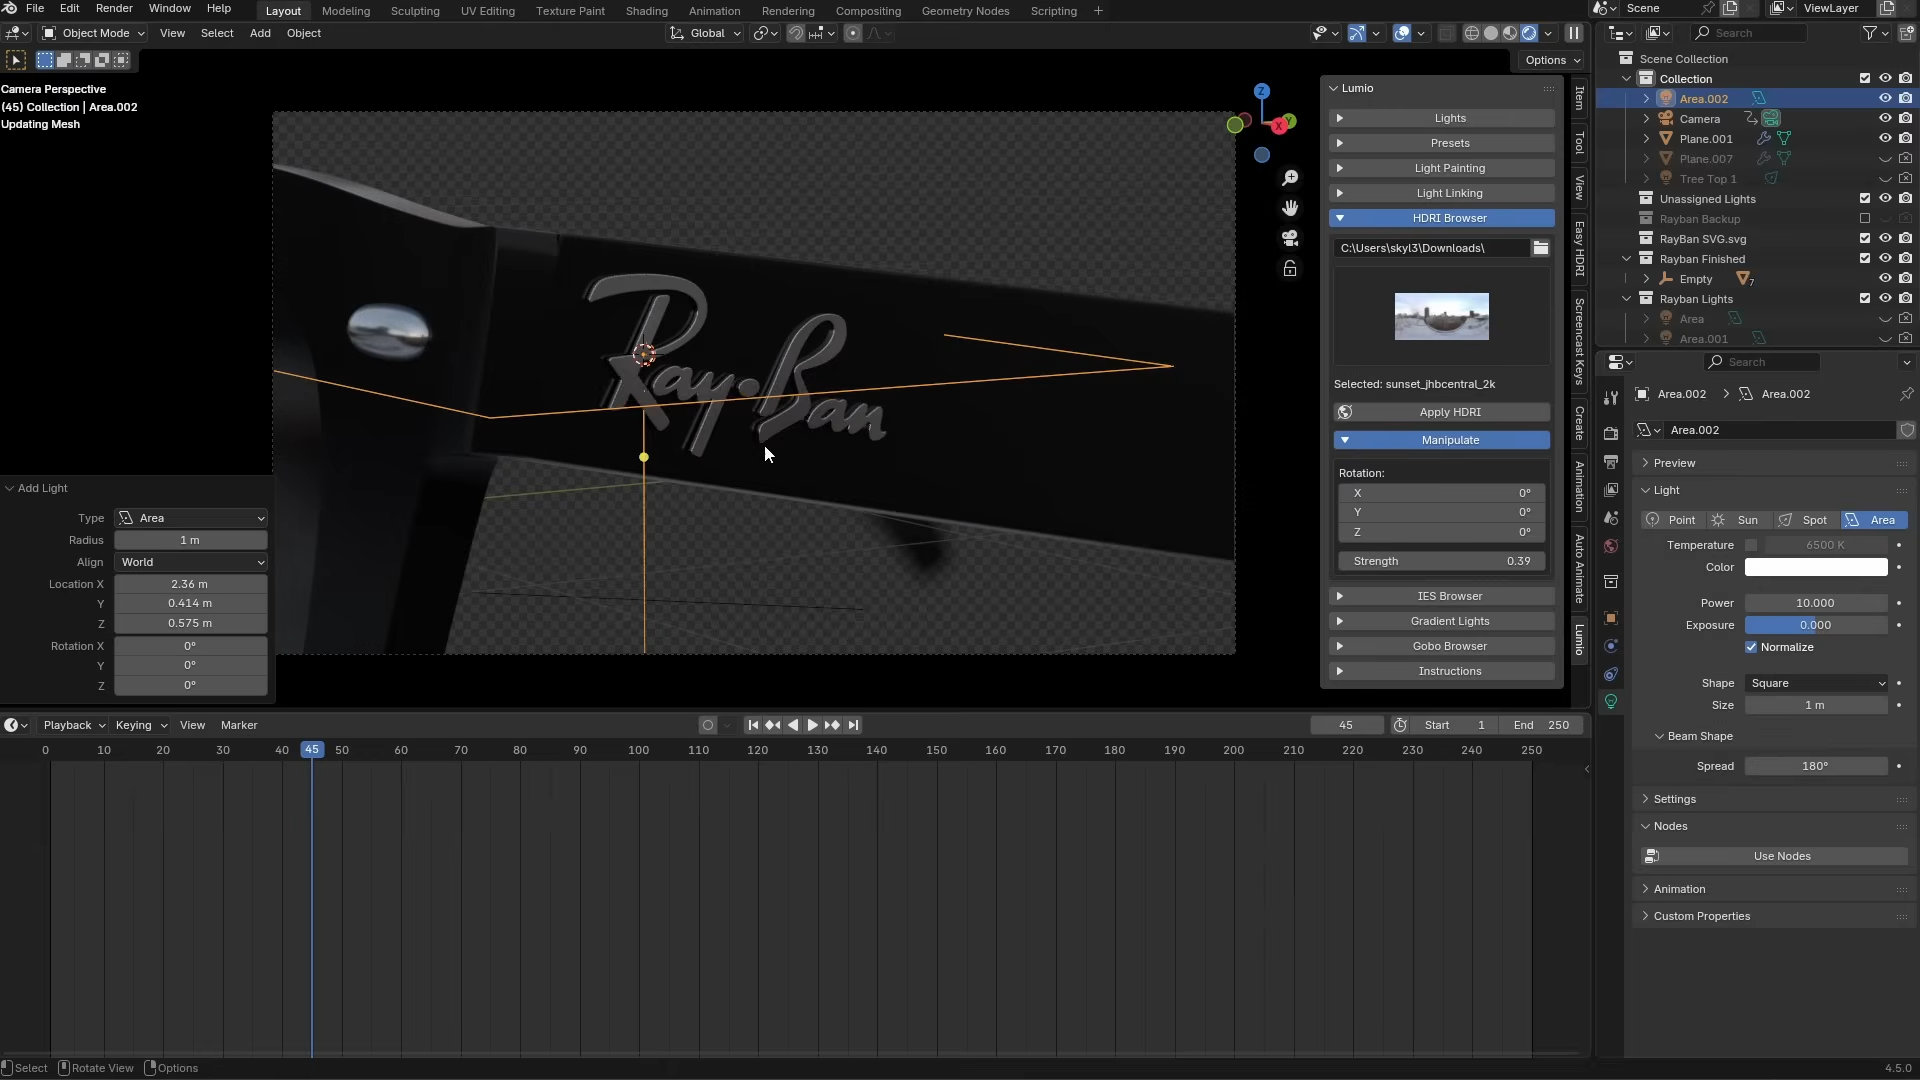 File Edit Render Window Help
Layout Modeling Sculpting UV Editing Texture Paint Shading Animation Rendering Compositing Geometry Nodes Scripting +
Scene
ViewLayer
Object Mode View Select Add Object
Global
Search
Options
Camera Perspective
(45) Collection | Area.002
Updating Mesh
Z
Y
X
Ray-Ban
Add Light
Type Area
Radius 1 m
Align World
Location X 2.36 m
Y 0.414 m
Z 0.575 m
Rotation X 0°
Y 0°
Z 0°
Lumio
Lights
Presets
Light Painting
Light Linking
HDRI Browser
C:\Users\skyl3\Downloads\
Selected: sunset_jhbcentral_2k
Apply HDRI
Manipulate
Rotation:
X 0°
Y 0°
Z 0°
Strength 0.39
IES Browser
Gradient Lights
Gobo Browser
Instructions
Item
Tool
View
Easy HDRI
Screencast Keys
Create
Animation
Auto Animate
Lumio
Scene Collection
Collection
Area.002
Camera
Plane.001
Plane.007
Tree Top 1
Unassigned Lights
Rayban Backup
RayBan SVG.svg
Rayban Finished
Empty 7
Rayban Lights
Area
Area.001
Search
Area.002 > Area.002
Area.002
Preview
Light
Point Sun Spot Area
Temperature 6500 K
Color
Power 10.000
Exposure 0.000
Normalize
Shape Square
Size 1 m
Beam Shape
Spread 180°
Settings
Nodes
Use Nodes
Animation
Custom Properties
Playback Keying View Marker
45 Start 1 End 250
0 10 20 30 40 45 50 60 70 80 90 100 110 120 130 140 150 160 170 180 190 200 210 220 230 240 250
Select Rotate View Options
4.5.0